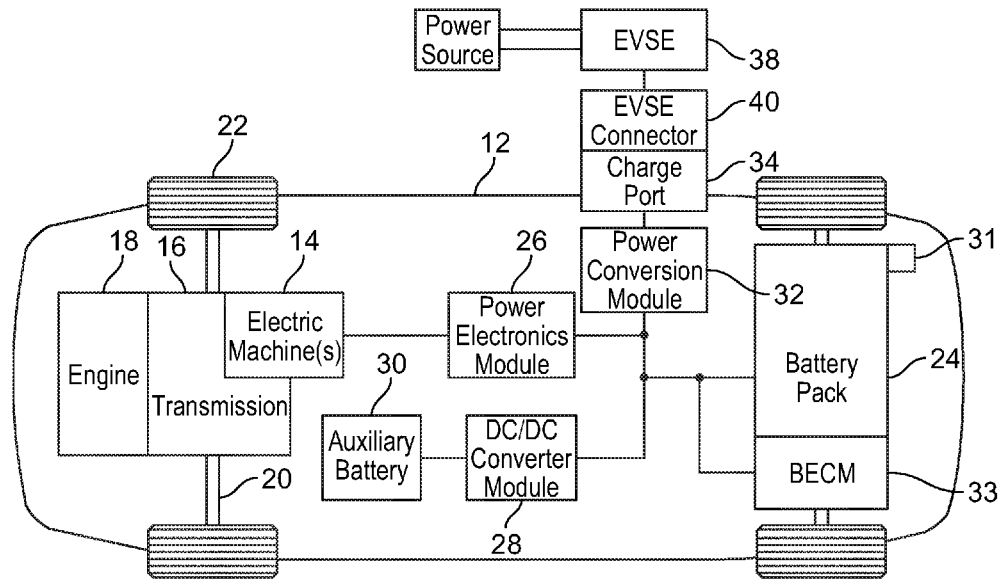 Power
Source
EVSE
38
EVSE
Connector
40
22
12
Charge
Port
34
18
16
14
26
Power
Conversion
Module
32
31
Electric
Machine(s)
Power
Electronics
Module
Engine
Transmission
30
Battery
Pack
24
Auxiliary
Battery
DC/DC
Converter
Module
BECM
33
20
28